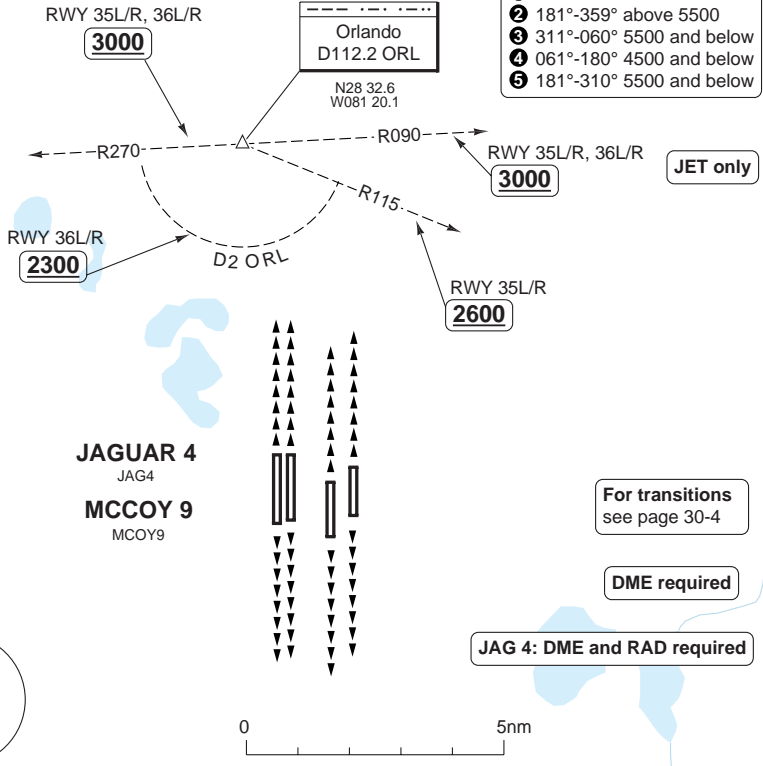 RWY 35L/R, 36L/R
3000
Orlando
D112.2 ORL
N28 32.6
W081 20.1
❷ 181°-359° above 5500
❸ 311°-060° 5500 and below
❹ 061°-180° 4500 and below
❺ 181°-310° 5500 and below
R270
R090
RWY 35L/R, 36L/R
3000
JET only
R115
RWY 36L/R
2300
D2 ORL
RWY 35L/R
2600
JAGUAR 4
JAG4
MCCOY 9
MCOY9
For transitions
see page 30-4
DME required
JAG 4: DME and RAD required
0
5nm